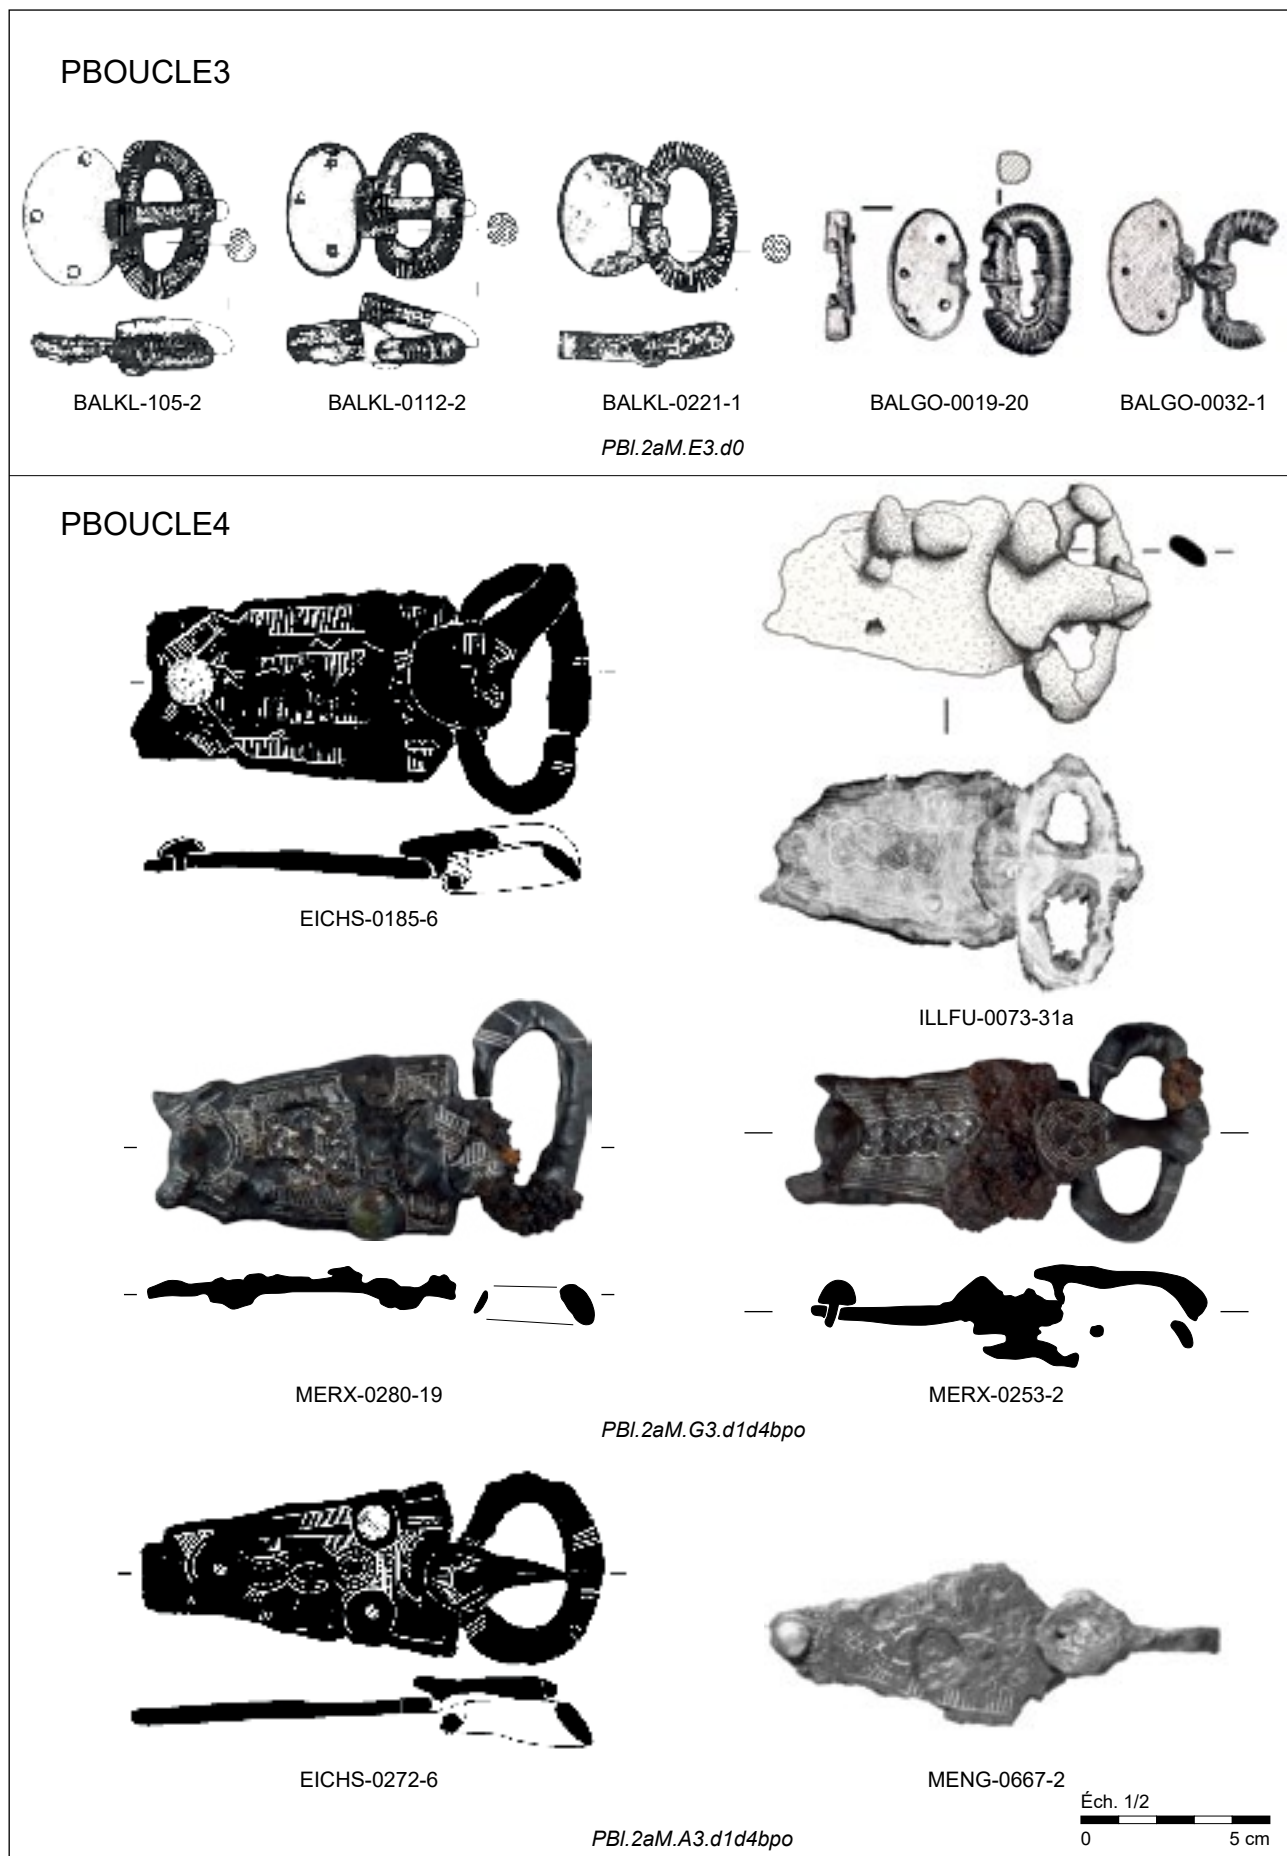 PBOUCLE3
BALKL-105-2
BALKL-0112-2
BALKL-0221-1
BALGO-0019-20
BALGO-0032-1
PBl.2aM.E3.d0
PBOUCLE4
EICHS-0185-6
ILLFU-0073-31a
MERX-0280-19
MERX-0253-2
PBl.2aM.G3.d1d4bpo
EICHS-0272-6
MENG-0667-2
PBl.2aM.A3.d1d4bpo
Éch. 1/2
0 5 cm